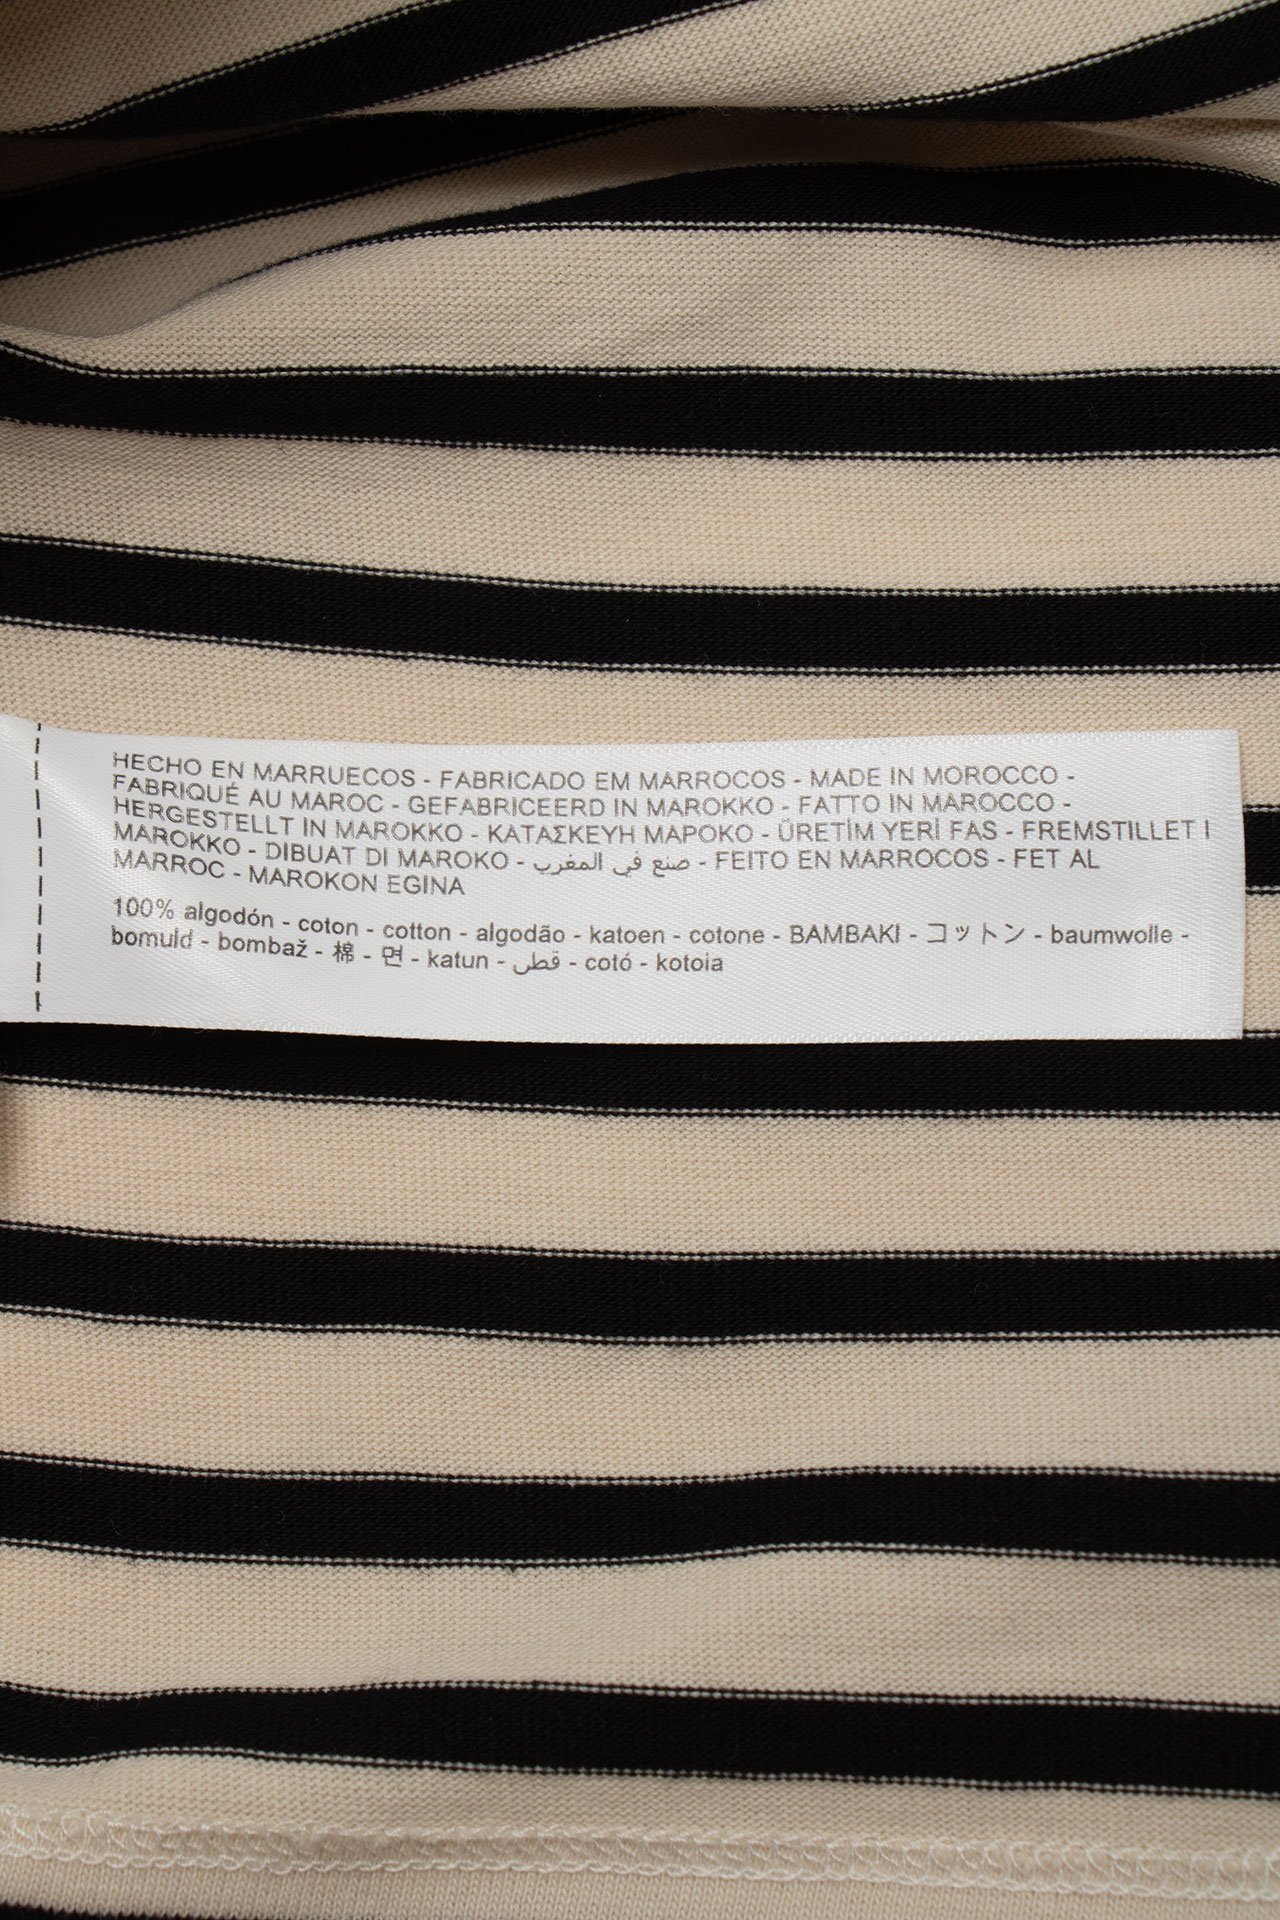 HECHO EN MARRUECOS - FABRICADO EM MARROCOS - MADE IN MOROCCO -
FABRIQUÉ AU MAROC - GEFABRICEERD IN MAROKKO - FATTO IN MAROCCO -
HERGESTELLT IN MAROKKO - ΚΑΤΑΣΚΕΥΗ ΜΑΡΟΚΟ - ÜRETİM YERİ FAS - FREMSTILLET I
MAROKKO - DIBUAT DI MAROKO - صنع في المغرب - FEITO EN MARROCOS - FET AL
MARROC - MAROKON EGINA
100% algodón - coton - cotton - algodão - katoen - cotone - ΒΑΜΒΑΚΙ - コットン - baumwolle -
bomuld - bombaž - 棉 - 면 - katun - قطن - cotó - kotoia